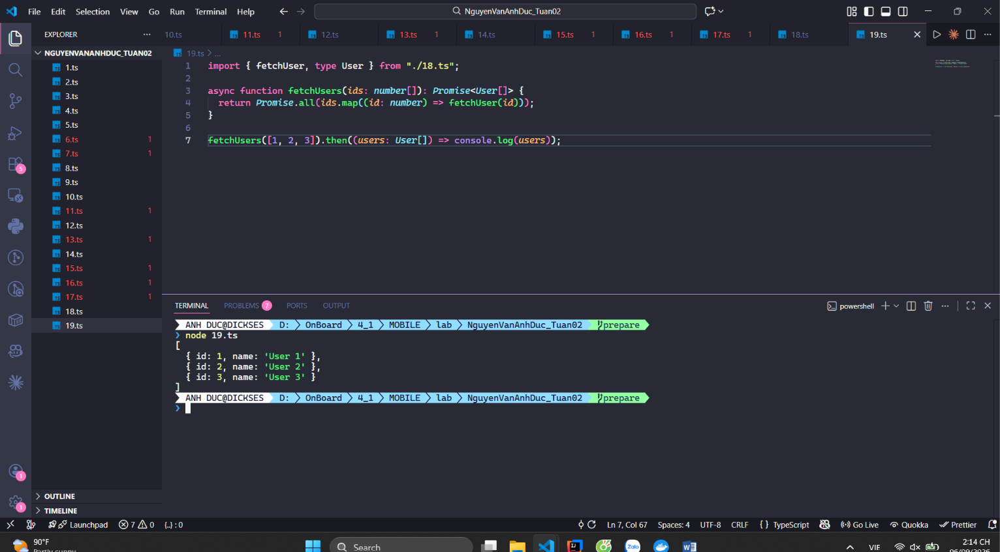 File Edit Selection View Go Run Terminal Help
NguyenVanAnhDuc_Tuan02
EXPLORER
10.ts
11.ts 1
12.ts
13.ts 1
14.ts
15.ts 1
16.ts 1
17.ts 1
18.ts
19.ts
NGUYENVANANHDUC_TUAN02
1.ts
2.ts
3.ts
4.ts
5.ts
6.ts 1
7.ts 1
8.ts
9.ts
10.ts
11.ts 1
12.ts
13.ts 1
14.ts
15.ts 1
16.ts 1
17.ts 1
18.ts
19.ts
OUTLINE
TIMELINE
5
1
1
19.ts > ...
1 import { fetchUser, type User } from "./18.ts";
2
3 async function fetchUsers(ids: number[]): Promise<User[]> {
4 return Promise.all(ids.map((id: number) => fetchUser(id)));
5 }
6
7 fetchUsers([1, 2, 3]).then((users: User[]) => console.log(users));
TERMINAL PROBLEMS 7 PORTS OUTPUT
powershell
ANH DUC@DICKSES D: OnBoard 4_1 MOBILE lab NguyenVanAnhDuc_Tuan02 prepare
❯ node 19.ts
[
{ id: 1, name: 'User 1' },
{ id: 2, name: 'User 2' },
{ id: 3, name: 'User 3' }
]
ANH DUC@DICKSES D: OnBoard 4_1 MOBILE lab NguyenVanAnhDuc_Tuan02 prepare
❯
Launchpad 7 0 {..} : 0
Ln 7, Col 67 Spaces: 4 UTF-8 CRLF { } TypeScript Go Live Quokka Prettier
90°F
Partly sunny
Search
Zalo
VIE
2:14 CH